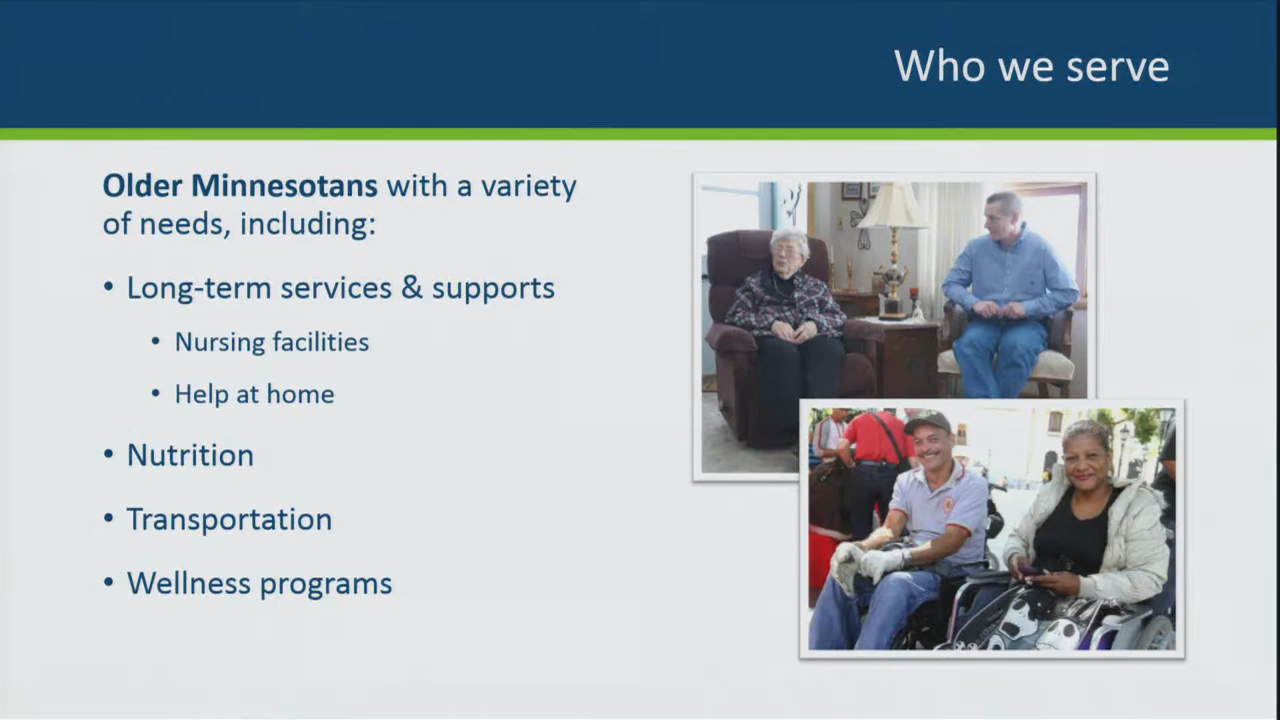 Who we serve
Older Minnesotans with a variety
of needs, including:
• Long-term services & supports
• Nursing facilities
• Help at home
• Nutrition
• Transportation
• Wellness programs